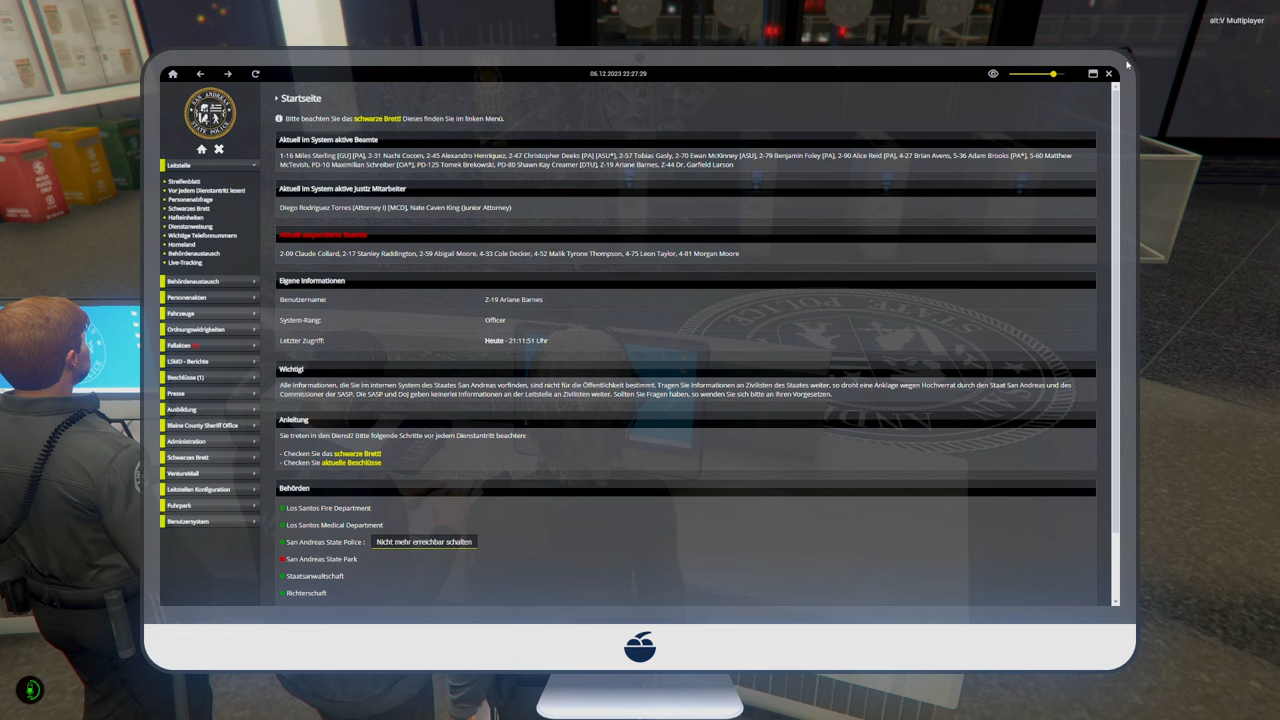 alt:V Multiplayer
06.12.2023 22:27:29
SAN ANDREAS
STATE POLICE
Startseite
Bitte beachten Sie das schwarze Brett! Dieses finden Sie im linken Menü.
Aktuell im System aktive Beamte
1-16 Miles Sterling [GU] [PA], 2-31 Nachi Cocom, 2-45 Alexandro Henriquez, 2-47 Christopher Deeks [PA] [ASU*], 2-57 Tobias Gasly, 2-70 Ewan McKinney [ASU], 2-79 Benjamin Foley [PA], 2-90 Alice Reid [PA], 4-27 Brian Avens, 5-36 Adam Brooks [PA*], 5-60 Matthew
McTevish, PD-10 Maximilian Schreiber [OA*], PD-125 Tomek Brekowski, PD-80 Shawn Kay Creamer [DTU], Z-19 Ariane Barnes, Z-44 Dr. Garfield Larson
Aktuell im System aktive Justiz Mitarbeiter
Diego Rodriguez Torres (Attorney I) [MCD], Nate Caven King (Junior Attorney)
Aktuell suspendierte Beamte
2-09 Claude Collard, 2-17 Stanley Raddington, 2-59 Abigail Moore, 4-33 Cole Decker, 4-52 Malik Tyrone Thompson, 4-75 Leon Taylor, 4-81 Morgan Moore
Eigene Informationen
Benutzername: Z-19 Ariane Barnes
System-Rang: Officer
Letzter Zugriff: Heute - 21:11:51 Uhr
Wichtig!
Alle Informationen, die Sie im internen System des Staates San Andreas vorfinden, sind nicht für die Öffentlichkeit bestimmt. Tragen Sie Informationen an Zivilisten des Staates weiter, so droht eine Anklage wegen Hochverrat durch den Staat San Andreas und des
Commissioner der SASP. Die SASP und DoJ geben keinerlei Informationen an der Leitstelle an Zivilisten weiter. Sollten Sie Fragen haben, so wenden Sie sich bitte an Ihren Vorgesetzten.
Anleitung
Sie treten in den Dienst? Bitte folgende Schritte vor jedem Dienstantritt beachten:
- Checken Sie das schwarze Brett!
- Checken Sie aktuelle Beschlüsse
Behörden
Los Santos Fire Department
Los Santos Medical Department
San Andreas State Police : Nicht mehr erreichbar schalten
San Andreas State Park
Staatsanwaltschaft
Richterschaft
Leitstelle
Streifenblatt
Vor jedem Dienstantritt lesen!
Personenabfrage
Schwarzes Brett
Hafteinheiten
Dienstanweisung
Wichtige Telefonnummern
Homeland
Behördenaustausch
Live-Tracking
Behördenaustausch
Personenakten
Fahrzeuge
Ordnungswidrigkeiten
Fallakten
LSMD - Berichte
Beschlüsse (1)
Presse
Ausbildung
Blaine County Sheriff Office
Administration
Schwarzes Brett
VentureMail
Leitstellen Konfiguration
Fuhrpark
Benutzersystem